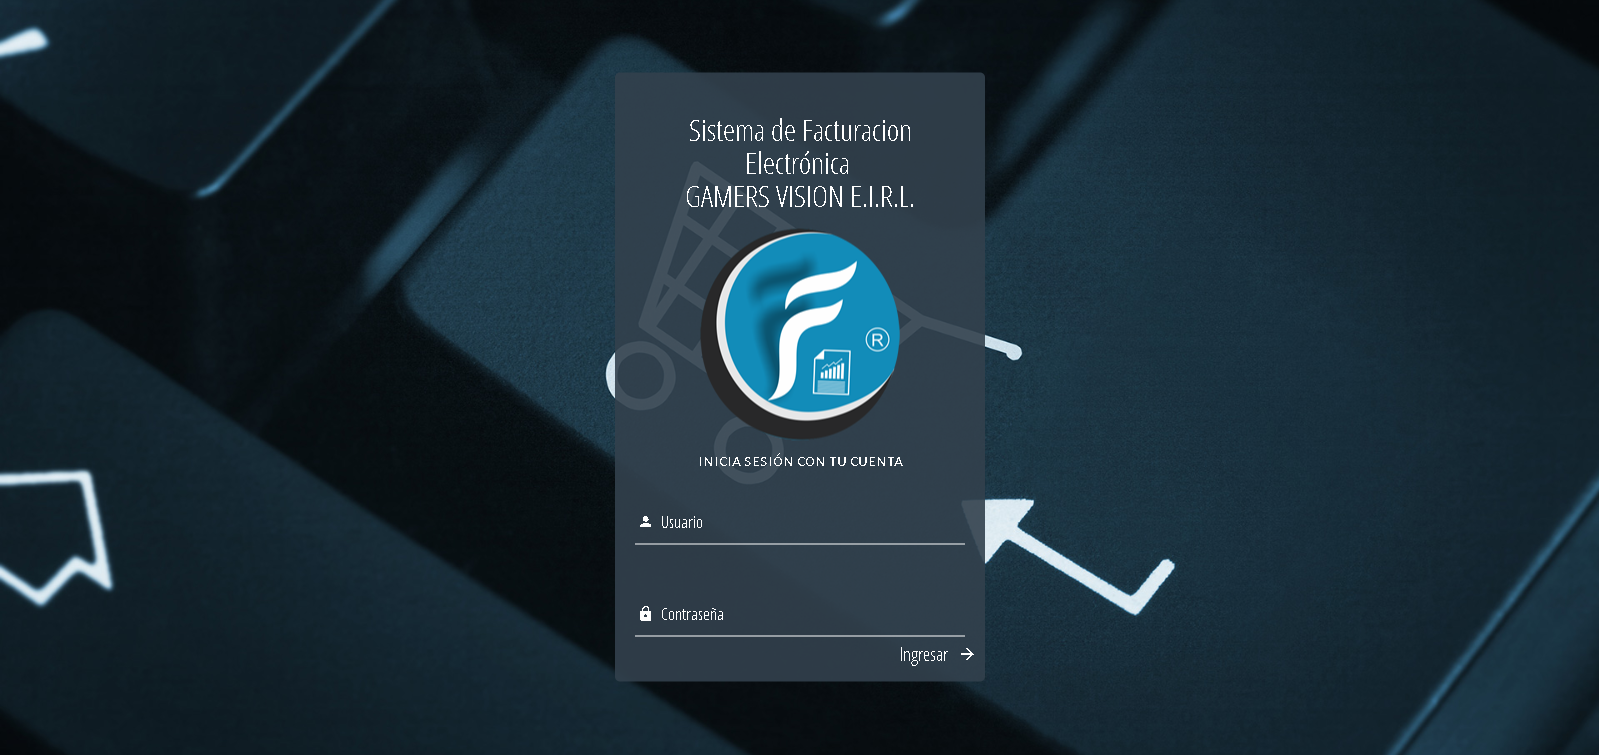 Sistema de Facturacion
Electrónica
GAMERS VISION E.I.R.L.
®
INICIA SESIÓN CON TU CUENTA
Usuario
Contraseña
Ingresar